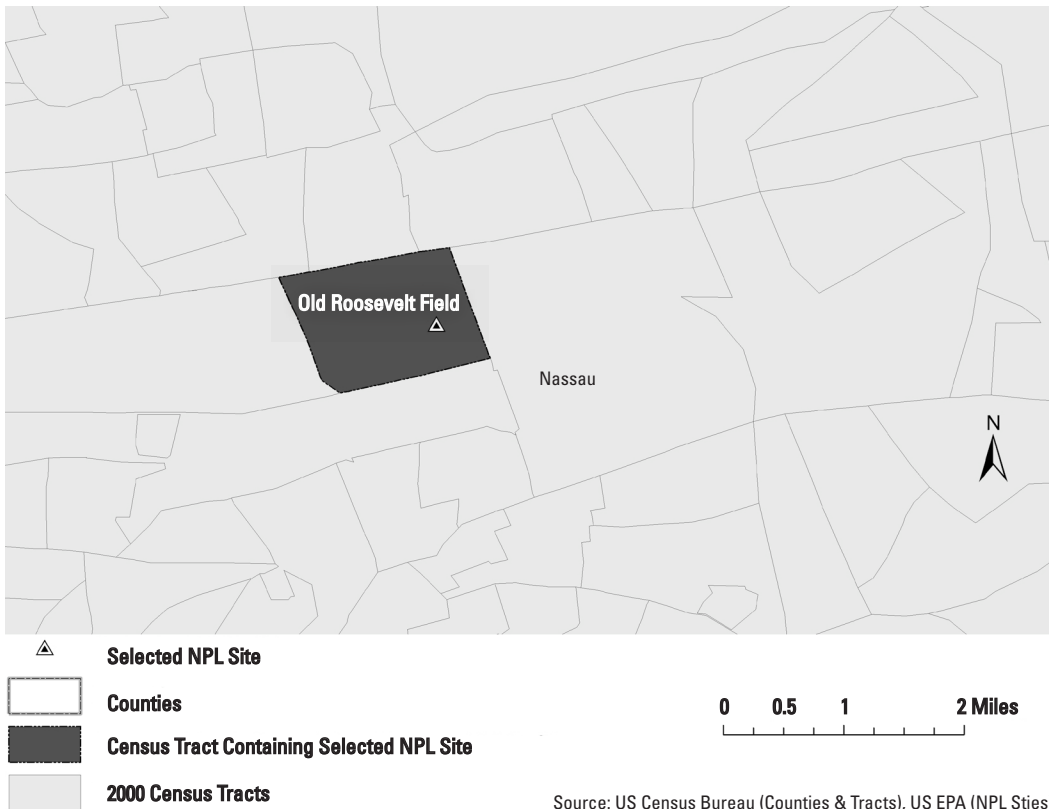 Old Roosevelt Field
Nassau
N
Selected NPL Site
Counties
Census Tract Containing Selected NPL Site
2000 Census Tracts
0 0.5 1 2 Miles
Source: US Census Bureau (Counties & Tracts), US EPA (NPL Sties